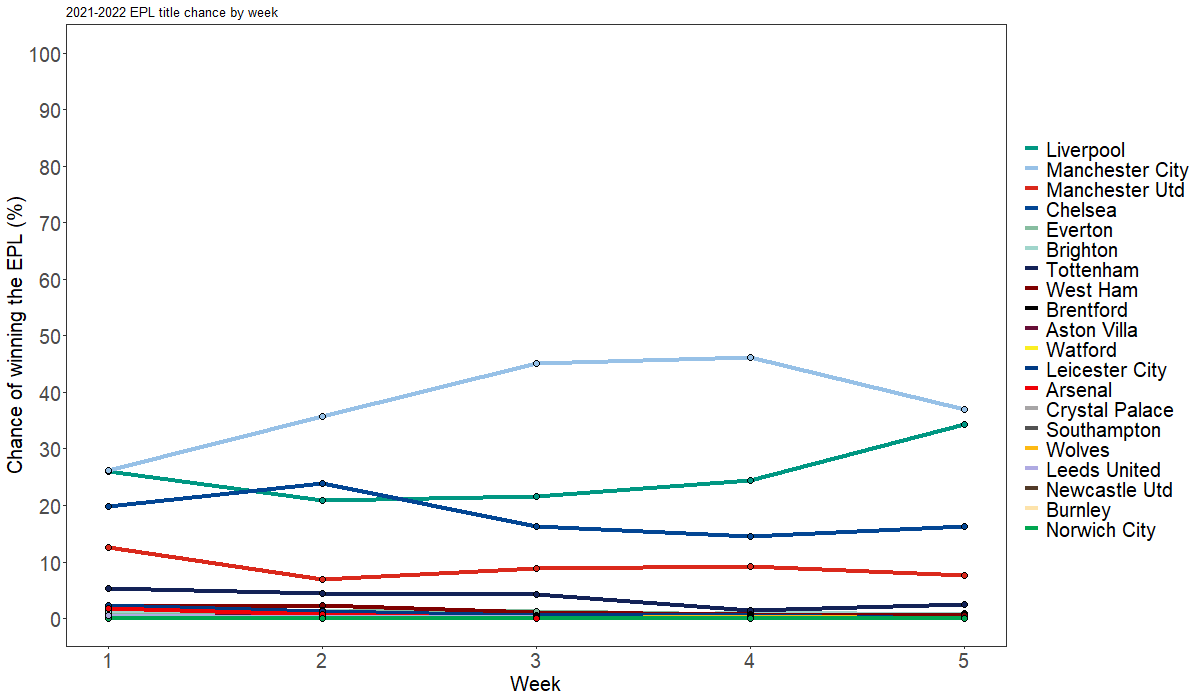 2021-2022 EPL title chance by week
Chance of winning the EPL (%)
100
90
80
70
60
50
40
30
20
10
0
1 2 3 4 5
Week
Liverpool
Manchester City
Manchester Utd
Chelsea
Everton
Brighton
Tottenham
West Ham
Brentford
Aston Villa
Watford
Leicester City
Arsenal
Crystal Palace
Southampton
Wolves
Leeds United
Newcastle Utd
Burnley
Norwich City